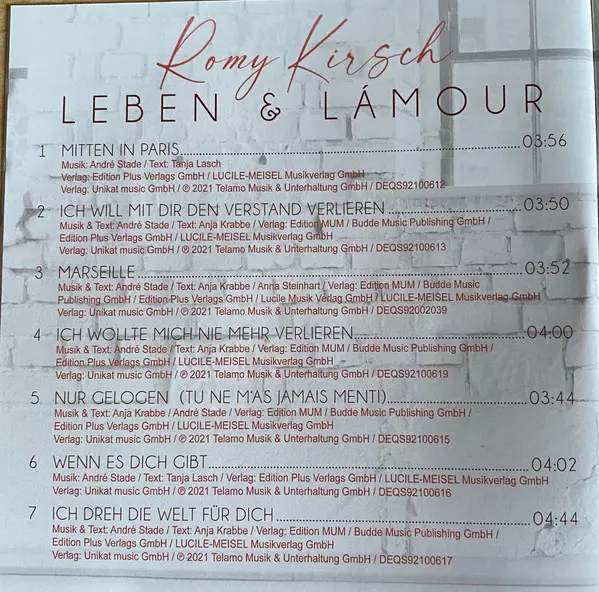 Romy Kirsch
LEBEN & LÁMOUR
1 MITTEN IN PARIS 03:56
Musik: André Stade / Text: Tanja Lasch
Verlag: Edition Plus Verlags GmbH / LUCILE-MEISEL Musikverlag GmbH
Verlag: Unikat music GmbH / ℗ 2021 Telamo Musik & Unterhaltung GmbH / DEQS92100612
2 ICH WILL MIT DIR DEN VERSTAND VERLIEREN 03:50
Musik & Text: André Stade / Text: Anja Krabbe / Verlag: Edition MUM / Budde Music Publishing GmbH /
Edition Plus Verlags GmbH / LUCILE-MEISEL Musikverlag GmbH
Verlag: Unikat music GmbH / ℗ 2021 Telamo Musik & Unterhaltung GmbH / DEQS92100613
3 MARSEILLE 03:52
Musik & Text: André Stade / Text: Anja Krabbe / Anna Steinhart / Verlag: Edition MUM / Budde Music
Publishing GmbH / Edition Plus Verlags GmbH / Lucile Musik Verlag GmbH / LUCILE-MEISEL Musikverlag GmbH
Verlag: Unikat music GmbH / ℗ 2021 Telamo Musik & Unterhaltung GmbH / DEQS92002039
4 ICH WOLLTE MICH NIE MEHR VERLIEREN 04:00
Musik & Text: André Stade / Text: Anja Krabbe / Verlag: Edition MUM / Budde Music Publishing GmbH /
Edition Plus Verlags GmbH / LUCILE-MEISEL Musikverlag GmbH
Verlag: Unikat music GmbH / ℗ 2021 Telamo Musik & Unterhaltung GmbH / DEQS92100619
5 NUR GELOGEN (TU NE M'AS JAMAIS MENTI) 03:44
Musik & Text: Anja Krabbe / André Stade / Verlag: Edition MUM / Budde Music Publishing GmbH /
Edition Plus Verlags GmbH / LUCILE-MEISEL Musikverlag GmbH
Verlag: Unikat music GmbH / ℗ 2021 Telamo Musik & Unterhaltung GmbH / DEQS92100615
6 WENN ES DICH GIBT 04:02
Musik: André Stade / Text: Tanja Lasch / Verlag: Edition Plus Verlags GmbH / LUCILE-MEISEL Musikverlag GmbH
Verlag: Unikat music GmbH / ℗ 2021 Telamo Musik & Unterhaltung GmbH / DEQS92100616
7 ICH DREH DIE WELT FÜR DICH 04:44
Musik & Text: André Stade / Text: Anja Krabbe / Verlag: Edition MUM / Budde Music Publishing GmbH /
Edition Plus Verlags GmbH / LUCILE-MEISEL Musikverlag GmbH
Verlag: Unikat music GmbH / ℗ 2021 Telamo Musik & Unterhaltung GmbH / DEQS92100617